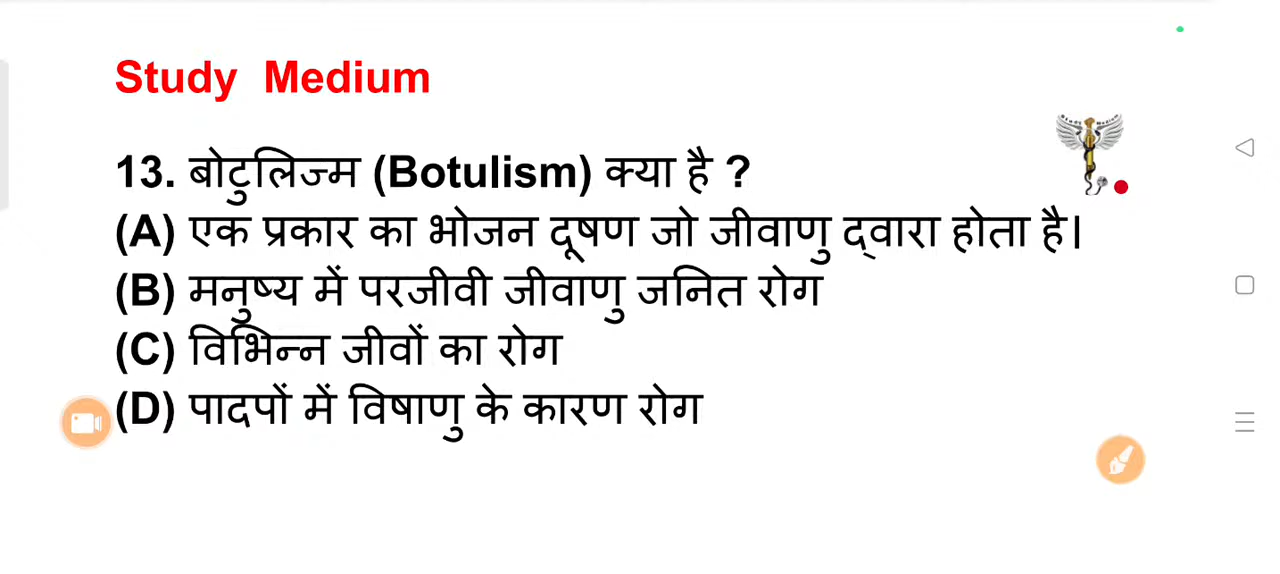 Study Medium
13. बोटुलिज्म (Botulism) क्या है ?
(A) एक प्रकार का भोजन दूषण जो जीवाणु द्वारा होता है।
(B) मनुष्य में परजीवी जीवाणु जनित रोग
(C) विभिन्न जीवों का रोग
(D) पादपों में विषाणु के कारण रोग